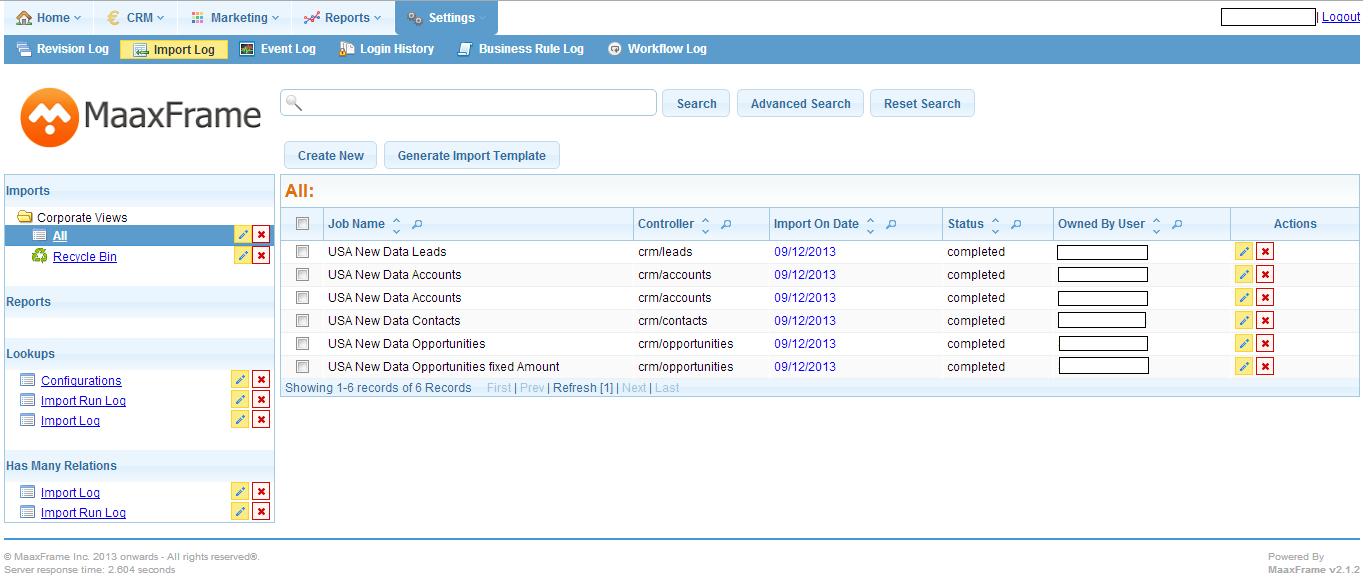 Home CRM Marketing Reports Settings | Logout
Revision Log Import Log Event Log Login History Business Rule Log Workflow Log
MaaxFrame
Search Advanced Search Reset Search
Create New Generate Import Template
Imports
Corporate Views
All
Recycle Bin
Reports
Lookups
Configurations
Import Run Log
Import Log
Has Many Relations
Import Log
Import Run Log
All:
Job Name Controller Import On Date Status Owned By User Actions
USA New Data Leads crm/leads 09/12/2013 completed
USA New Data Accounts crm/accounts 09/12/2013 completed
USA New Data Accounts crm/accounts 09/12/2013 completed
USA New Data Contacts crm/contacts 09/12/2013 completed
USA New Data Opportunities crm/opportunities 09/12/2013 completed
USA New Data Opportunities fixed Amount crm/opportunities 09/12/2013 completed
Showing 1-6 records of 6 Records First | Prev | Refresh [1] | Next | Last
© MaaxFrame Inc. 2013 onwards - All rights reserved®.
Server response time: 2.604 seconds
Powered By
MaaxFrame v2.1.2